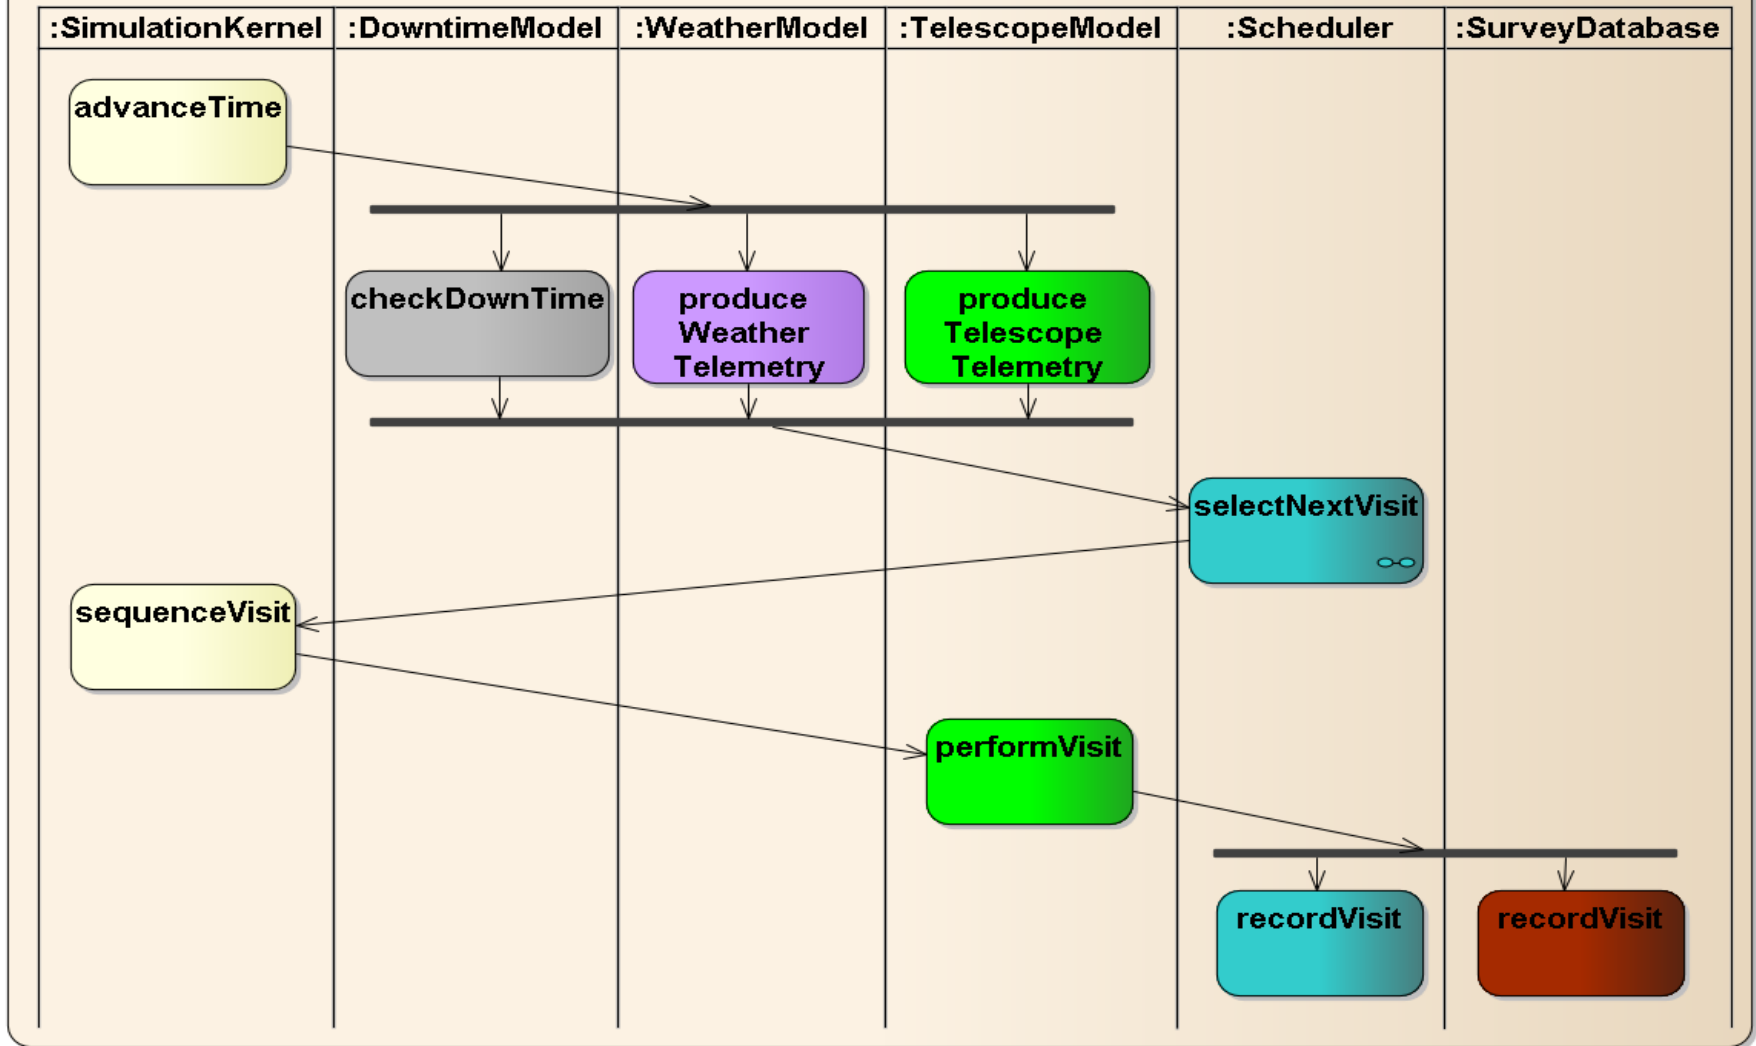 :SimulationKernel
:DowntimeModel
:WeatherModel
:TelescopeModel
:Scheduler
:SurveyDatabase
advanceTime
checkDownTime
produce
Weather
Telemetry
produce
Telescope
Telemetry
selectNextVisit
sequenceVisit
performVisit
recordVisit
recordVisit